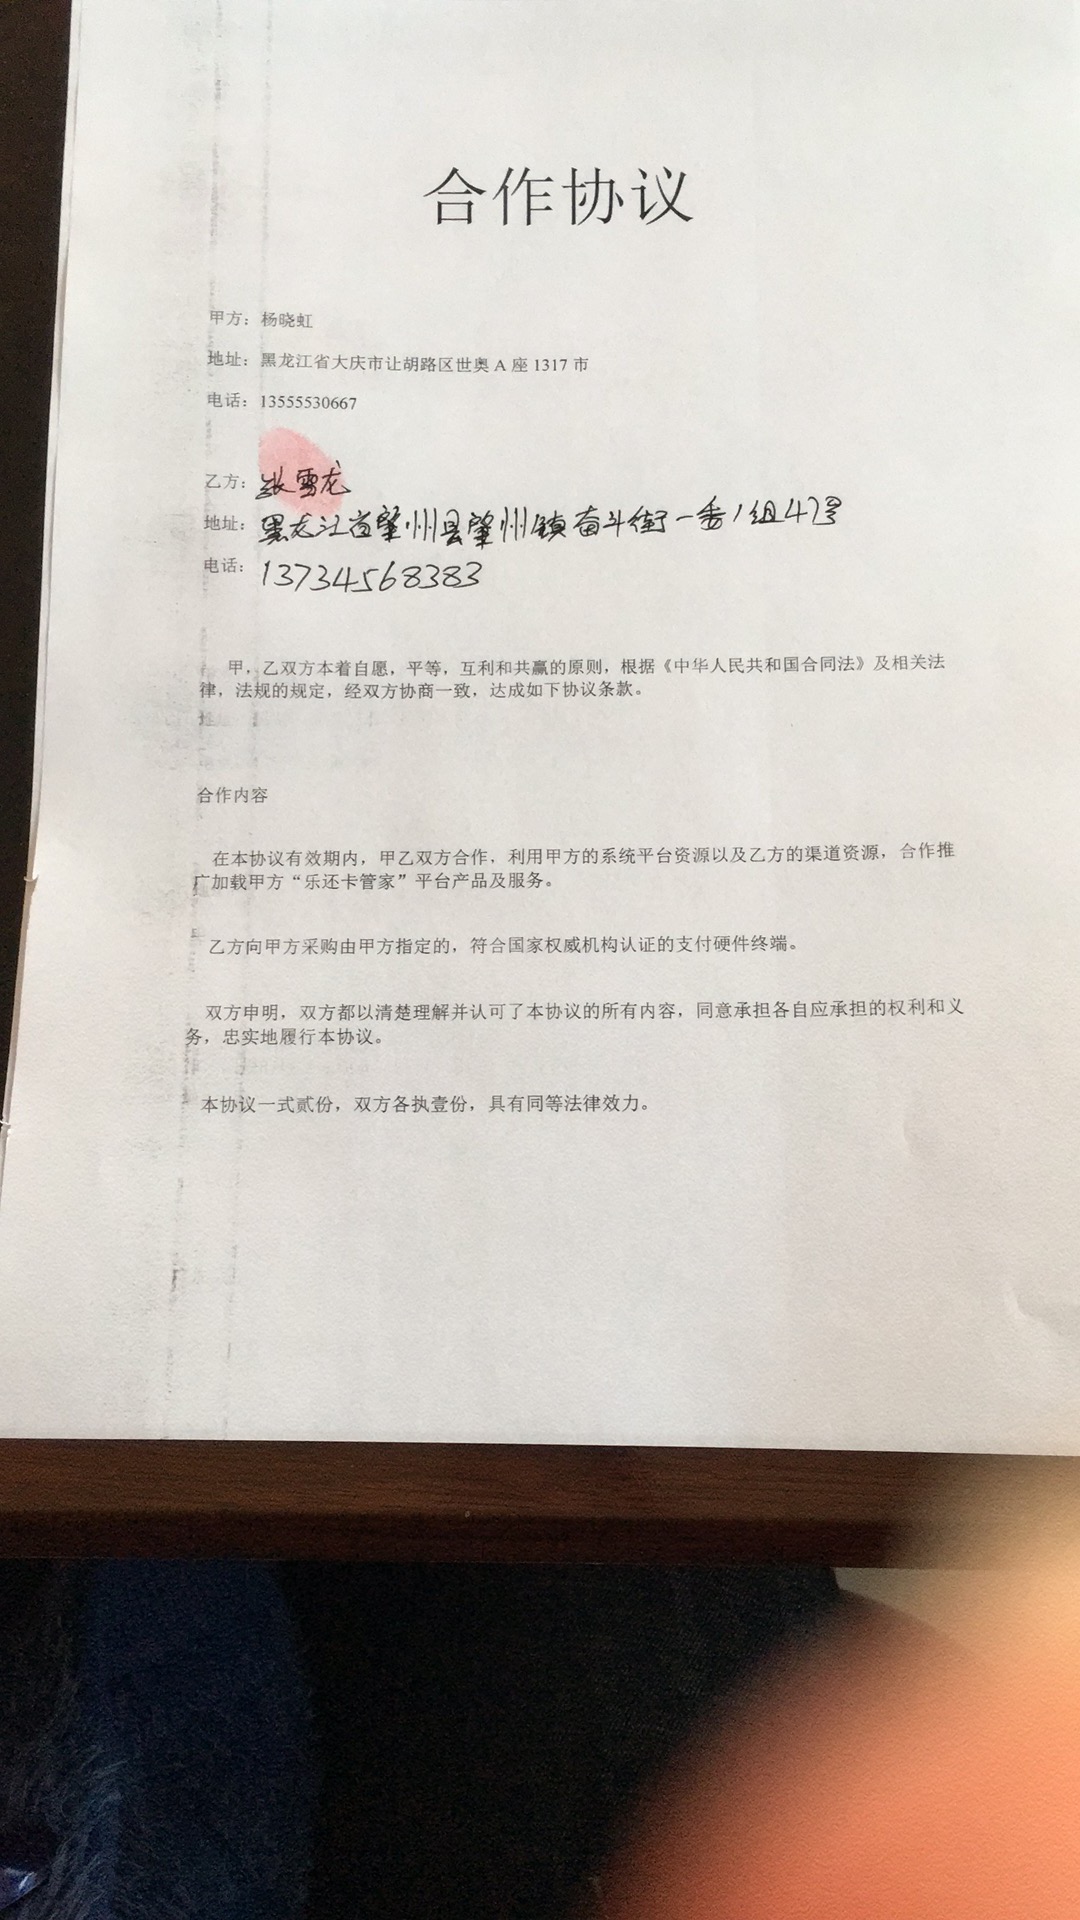 合作协议
甲方：杨晓虹
地址：黑龙江省大庆市让胡路区世奥 A 座 1317 市
电话：13555530667
乙方：张雪龙
地址：黑龙江省肇州县肇州镇奋斗街一委1组47号
电话：13734568383
甲，乙双方本着自愿，平等，互利和共赢的原则，根据《中华人民共和国合同法》及相关法
律，法规的规定，经双方协商一致，达成如下协议条款。
合作内容
在本协议有效期内，甲乙双方合作，利用甲方的系统平台资源以及乙方的渠道资源，合作推
广加载甲方“乐还卡管家”平台产品及服务。
乙方向甲方采购由甲方指定的，符合国家权威机构认证的支付硬件终端。
双方申明，双方都以清楚理解并认可了本协议的所有内容，同意承担各自应承担的权利和义
务，忠实地履行本协议。
本协议一式贰份，双方各执壹份，具有同等法律效力。